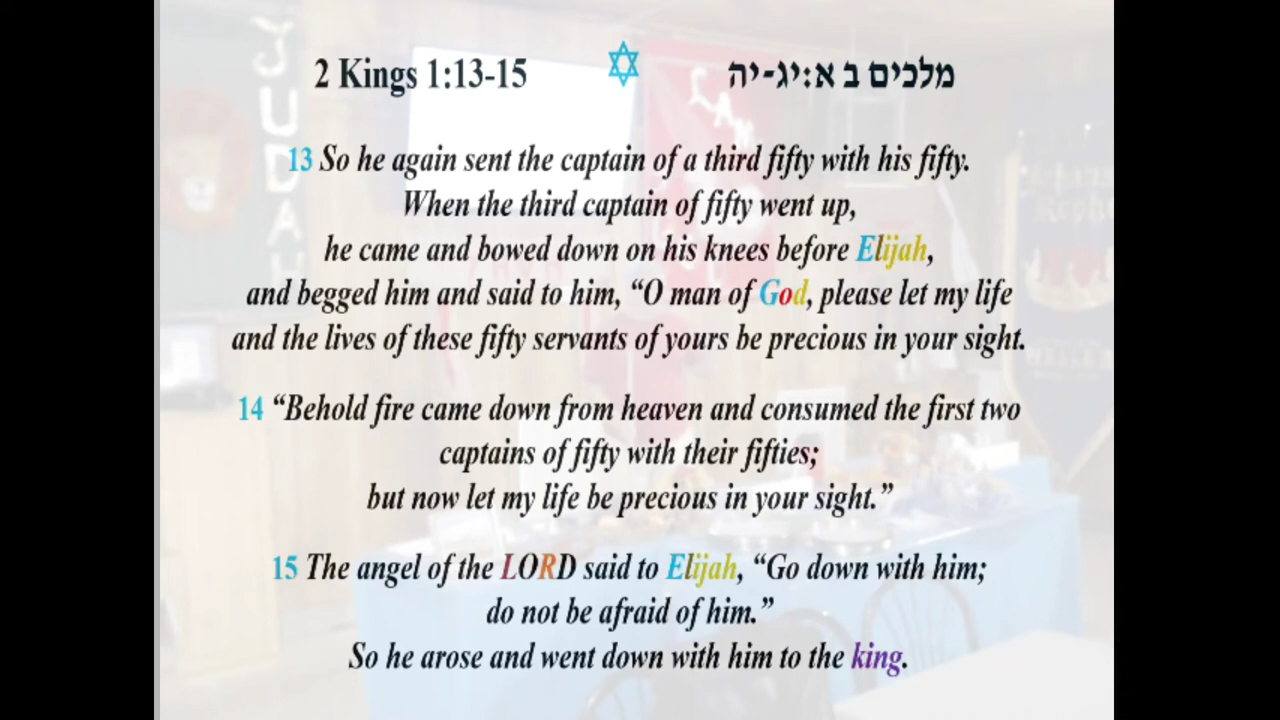 2 Kings 1:13-15 מלכים ב א:יג-יה
13 So he again sent the captain of a third fifty with his fifty.
When the third captain of fifty went up,
he came and bowed down on his knees before Elijah,
and begged him and said to him, “O man of God, please let my life
and the lives of these fifty servants of yours be precious in your sight.
14 “Behold fire came down from heaven and consumed the first two
captains of fifty with their fifties;
but now let my life be precious in your sight.”
15 The angel of the LORD said to Elijah, “Go down with him;
do not be afraid of him.”
So he arose and went down with him to the king.
JUDAH